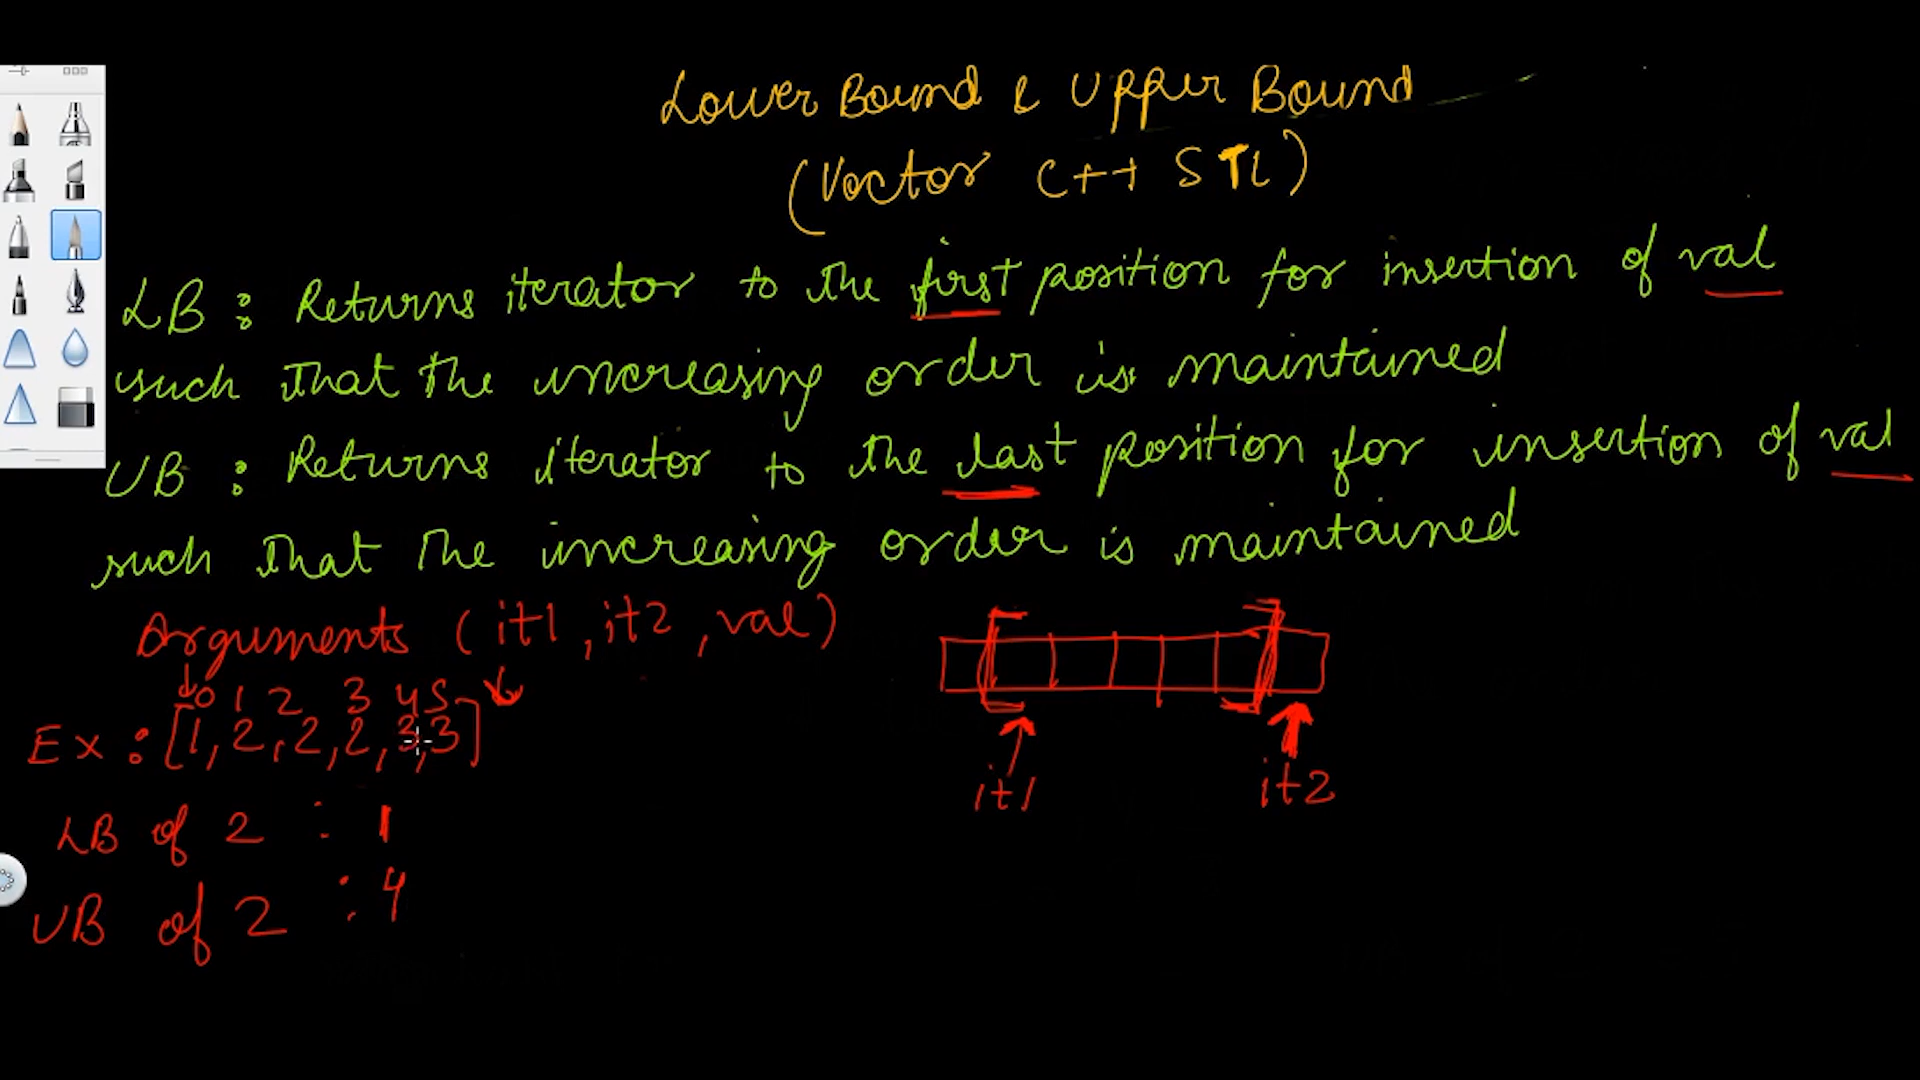 Lower Bound & Upper Bound
(Vector C++ STL)
LB : Returns iterator to the first position for insertion of val
such that the increasing order is maintained
UB : Returns iterator to the last position for insertion of val
such that the increasing order is maintained
Arguments (it1, it2, val)
0 1 2 3 4 5
Ex : [1, 2, 2, 2, 3, 3]
it1 it2
LB of 2 : 1
UB of 2 : 4